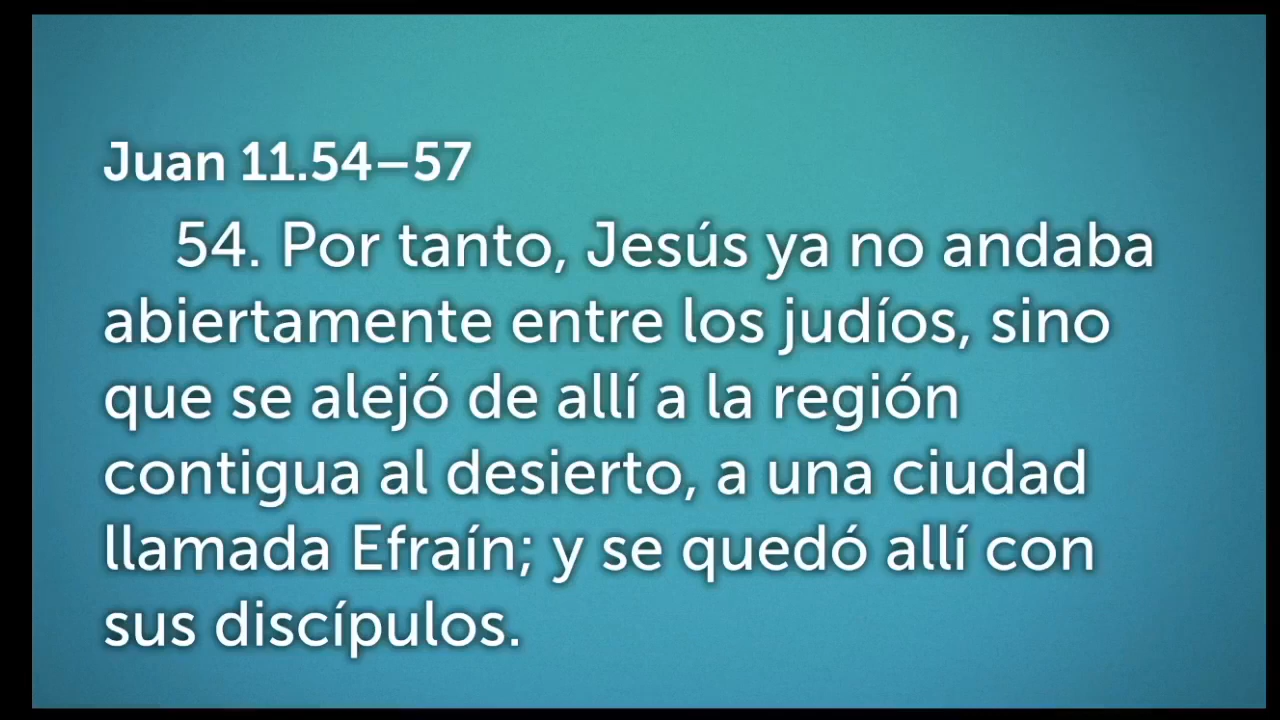 Juan 11.54–57
54. Por tanto, Jesús ya no andaba
abiertamente entre los judíos, sino
que se alejó de allí a la región
contigua al desierto, a una ciudad
llamada Efraín; y se quedó allí con
sus discípulos.